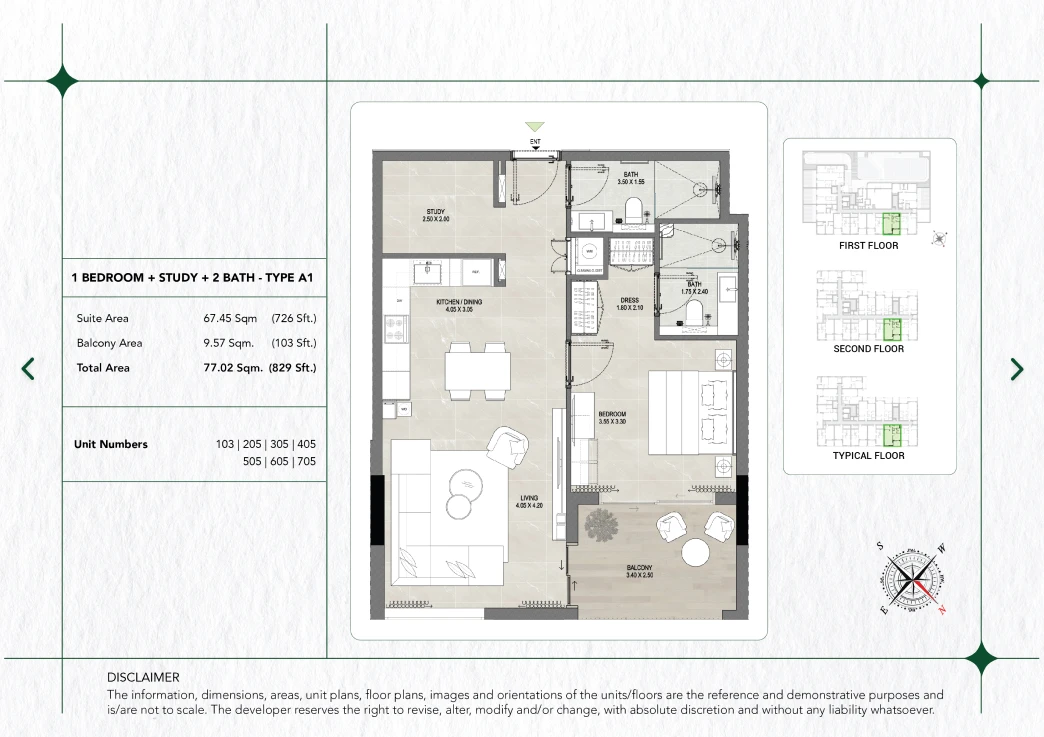 ENT
BATH
3.50 X 1.55
STUDY
2.50 X 2.00
REF.
KITCHEN / DINING
4.05 X 3.05
DRESS
1.80 X 2.10
BATH
1.75 X 2.40
BEDROOM
3.55 X 3.30
LIVING
4.05 X 4.20
BALCONY
3.40 X 2.50
1 BEDROOM + STUDY + 2 BATH - TYPE A1
Suite Area 67.45 Sqm (726 Sft.)
Balcony Area 9.57 Sqm. (103 Sft.)
Total Area 77.02 Sqm. (829 Sft.)
Unit Numbers 103 | 205 | 305 | 405
505 | 605 | 705
FIRST FLOOR
SECOND FLOOR
TYPICAL FLOOR
S W
E N
DISCLAIMER
The information, dimensions, areas, unit plans, floor plans, images and orientations of the units/floors are the reference and demonstrative purposes and
is/are not to scale. The developer reserves the right to revise, alter, modify and/or change, with absolute discretion and without any liability whatsoever.